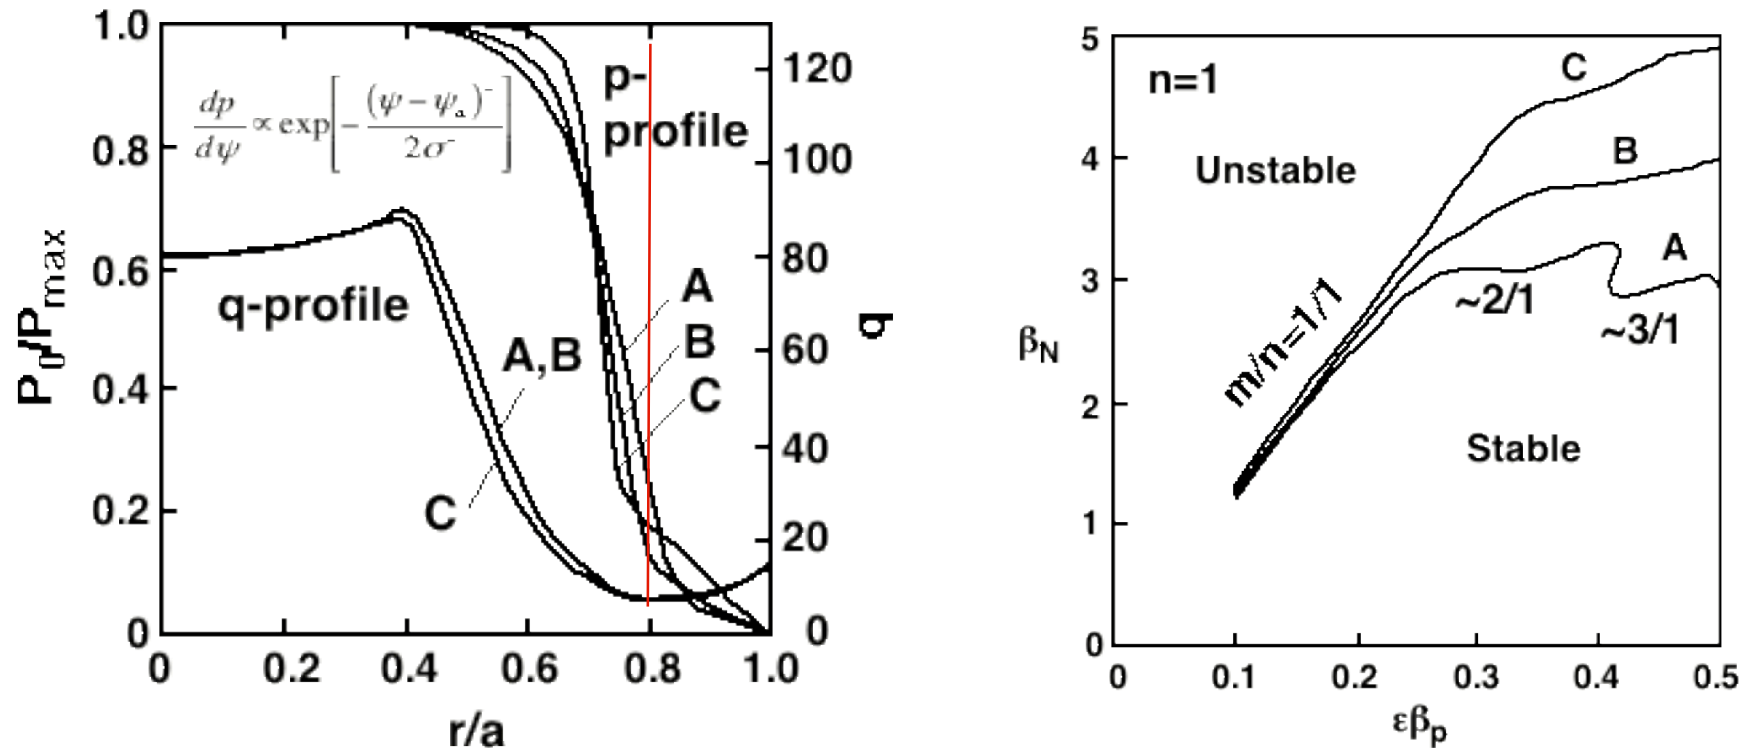 1.0
0.8
0.6
0.4
0.2
0
P0/Pmax
dp/dψ ∝ exp[-(ψ-ψa)⁻/2σ⁻]
p-
profile
q-profile
A
B
C
A,B
C
120
100
80
60
40
20
0
q
0 0.2 0.4 0.6 0.8 1.0
r/a
5
4
3
2
1
0
βN
n=1
Unstable
C
B
A
m/n=1/1
~2/1
~3/1
Stable
0 0.1 0.2 0.3 0.4 0.5
εβp